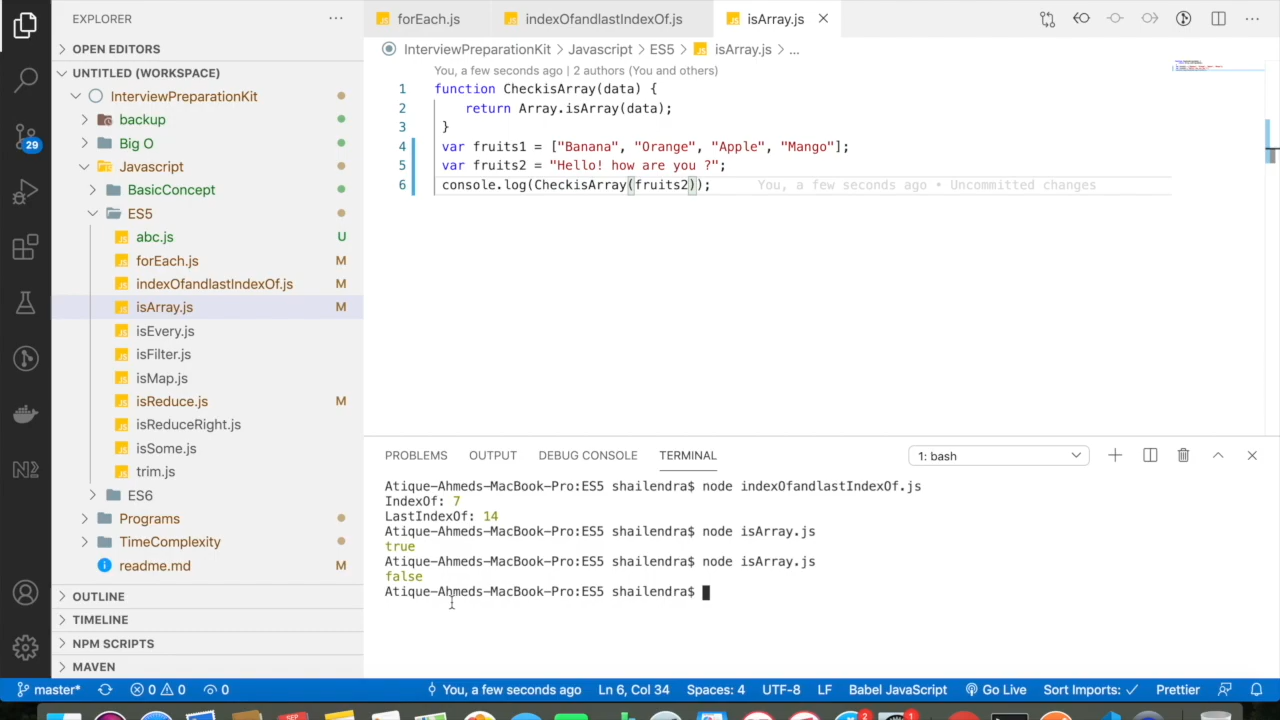 EXPLORER
OPEN EDITORS
UNTITLED (WORKSPACE)
InterviewPreparationKit
backup
Big O
Javascript
BasicConcept
ES5
abc.js U
forEach.js M
indexOfandlastIndexOf.js M
isArray.js M
isEvery.js
isFilter.js
isMap.js
isReduce.js M
isReduceRight.js
isSome.js
trim.js
ES6
Programs
TimeComplexity
readme.md M
OUTLINE
TIMELINE
NPM SCRIPTS
MAVEN
29
forEach.js indexOfandlastIndexOf.js isArray.js
InterviewPreparationKit > Javascript > ES5 > isArray.js > ...
You, a few seconds ago | 2 authors (You and others)
1 function CheckisArray(data) {
2 return Array.isArray(data);
3 }
4 var fruits1 = ["Banana", "Orange", "Apple", "Mango"];
5 var fruits2 = "Hello! how are you ?";
6 console.log(CheckisArray(fruits2)); You, a few seconds ago • Uncommitted changes
PROBLEMS OUTPUT DEBUG CONSOLE TERMINAL 1: bash
Atique-Ahmeds-MacBook-Pro:ES5 shailendra$ node indexOfandlastIndexOf.js
IndexOf: 7
LastIndexOf: 14
Atique-Ahmeds-MacBook-Pro:ES5 shailendra$ node isArray.js
true
Atique-Ahmeds-MacBook-Pro:ES5 shailendra$ node isArray.js
false
Atique-Ahmeds-MacBook-Pro:ES5 shailendra$
master* 0 0 0 You, a few seconds ago Ln 6, Col 34 Spaces: 4 UTF-8 LF Babel JavaScript Go Live Sort Imports: ✓ Prettier
SEP 2 1